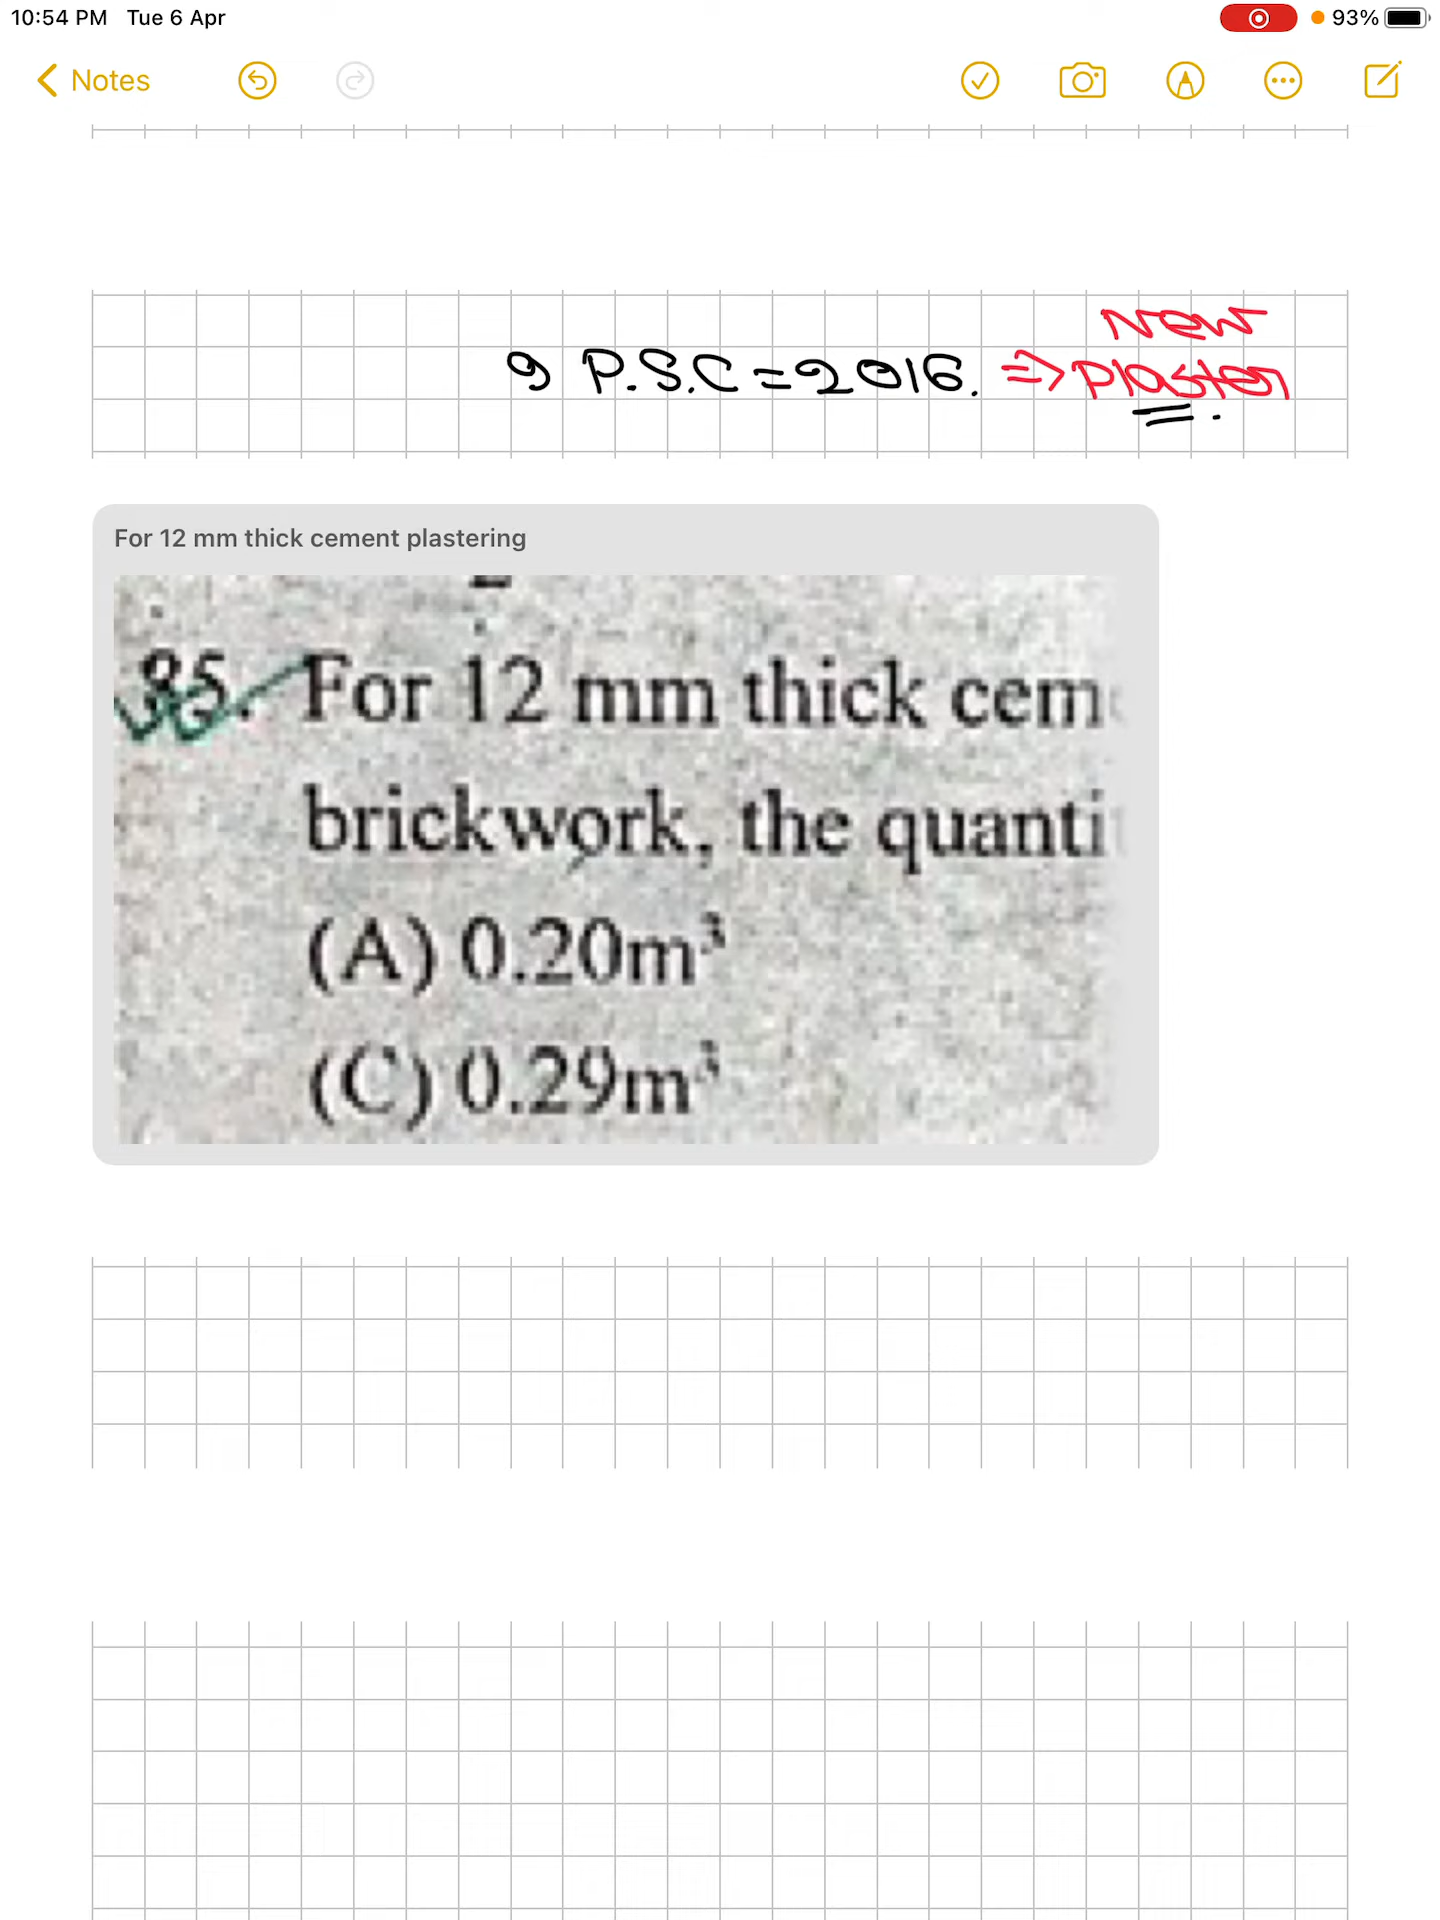 10:54 PM Tue 6 Apr 93%
Notes
New
9 P.S.C = 2016. => Plaster
For 12 mm thick cement plastering
85. For 12 mm thick cem
brickwork, the quanti
(A) 0.20m³
(C) 0.29m³